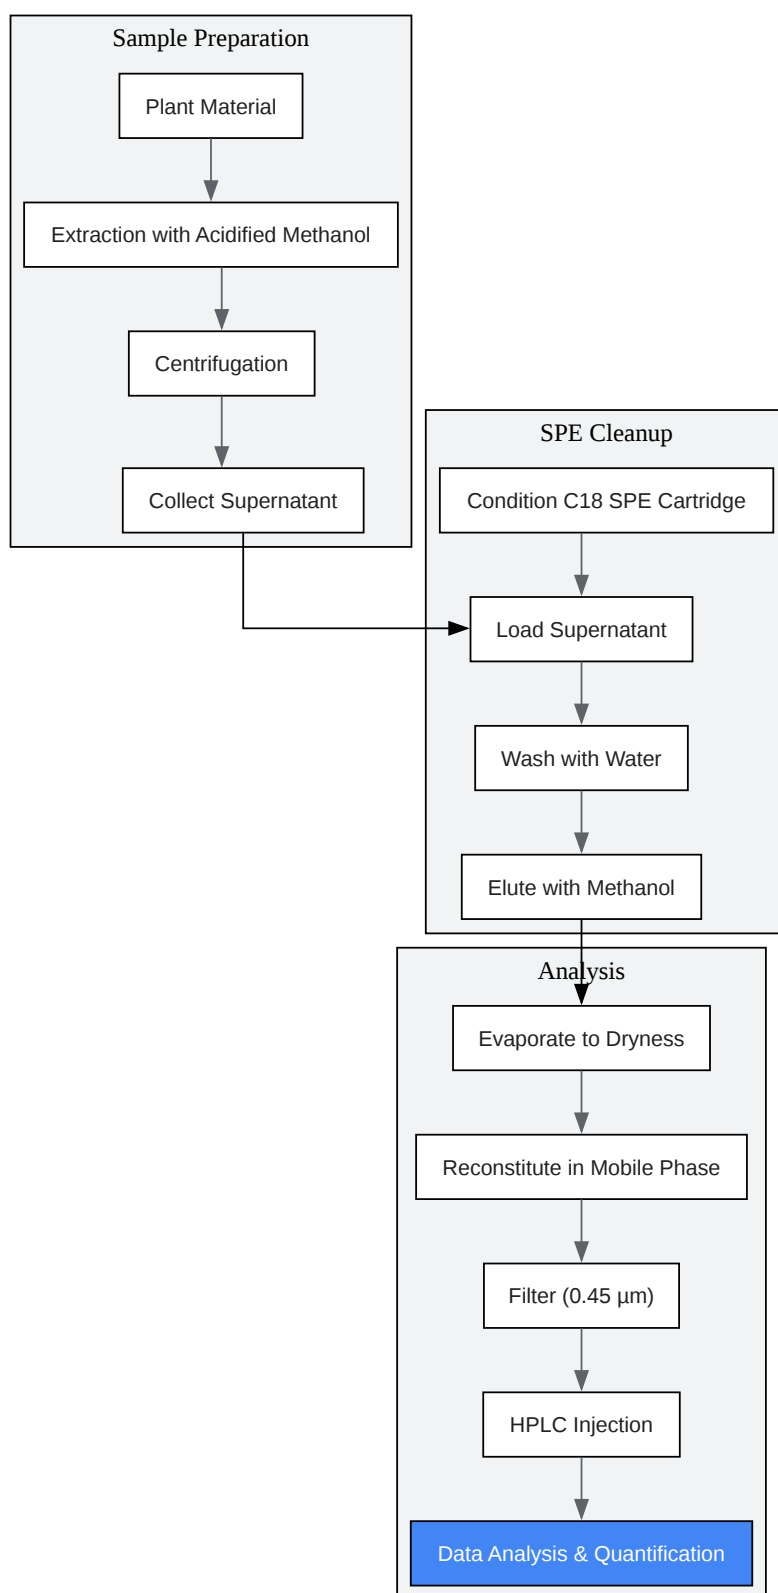 Sample Preparation
Plant Material
Extraction with Acidified Methanol
Centrifugation
Collect Supernatant
SPE Cleanup
Condition C18 SPE Cartridge
Load Supernatant
Wash with Water
Elute with Methanol
Analysis
Evaporate to Dryness
Reconstitute in Mobile Phase
Filter (0.45 µm)
HPLC Injection
Data Analysis & Quantification